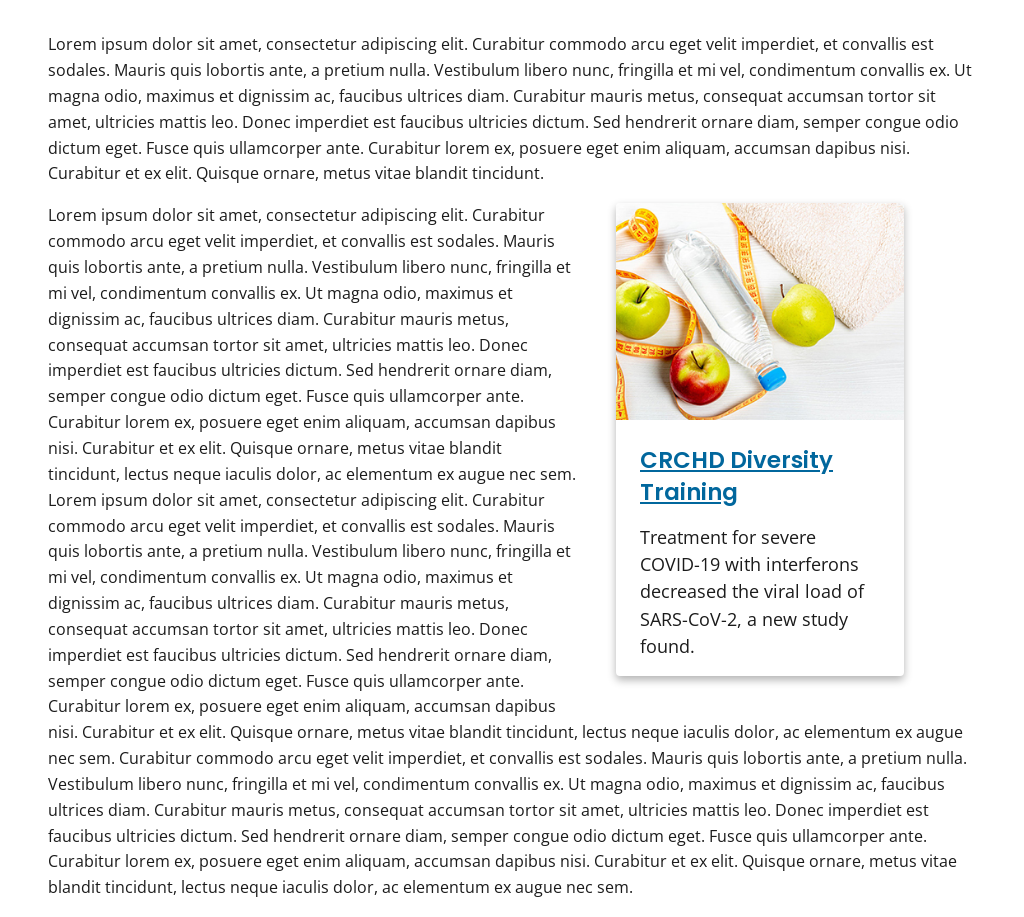 Lorem ipsum dolor sit amet, consectetur adipiscing elit. Curabitur commodo arcu eget velit imperdiet, et convallis est
sodales. Mauris quis lobortis ante, a pretium nulla. Vestibulum libero nunc, fringilla et mi vel, condimentum convallis ex. Ut
magna odio, maximus et dignissim ac, faucibus ultrices diam. Curabitur mauris metus, consequat accumsan tortor sit
amet, ultricies mattis leo. Donec imperdiet est faucibus ultricies dictum. Sed hendrerit ornare diam, semper congue odio
dictum eget. Fusce quis ullamcorper ante. Curabitur lorem ex, posuere eget enim aliquam, accumsan dapibus nisi.
Curabitur et ex elit. Quisque ornare, metus vitae blandit tincidunt.
Lorem ipsum dolor sit amet, consectetur adipiscing elit. Curabitur
commodo arcu eget velit imperdiet, et convallis est sodales. Mauris
quis lobortis ante, a pretium nulla. Vestibulum libero nunc, fringilla et
mi vel, condimentum convallis ex. Ut magna odio, maximus et
dignissim ac, faucibus ultrices diam. Curabitur mauris metus,
consequat accumsan tortor sit amet, ultricies mattis leo. Donec
imperdiet est faucibus ultricies dictum. Sed hendrerit ornare diam,
semper congue odio dictum eget. Fusce quis ullamcorper ante.
Curabitur lorem ex, posuere eget enim aliquam, accumsan dapibus
nisi. Curabitur et ex elit. Quisque ornare, metus vitae blandit
tincidunt, lectus neque iaculis dolor, ac elementum ex augue nec sem.
Lorem ipsum dolor sit amet, consectetur adipiscing elit. Curabitur
commodo arcu eget velit imperdiet, et convallis est sodales. Mauris
quis lobortis ante, a pretium nulla. Vestibulum libero nunc, fringilla et
mi vel, condimentum convallis ex. Ut magna odio, maximus et
dignissim ac, faucibus ultrices diam. Curabitur mauris metus,
consequat accumsan tortor sit amet, ultricies mattis leo. Donec
imperdiet est faucibus ultricies dictum. Sed hendrerit ornare diam,
semper congue odio dictum eget. Fusce quis ullamcorper ante.
Curabitur lorem ex, posuere eget enim aliquam, accumsan dapibus
nisi. Curabitur et ex elit. Quisque ornare, metus vitae blandit tincidunt, lectus neque iaculis dolor, ac elementum ex augue
nec sem. Curabitur commodo arcu eget velit imperdiet, et convallis est sodales. Mauris quis lobortis ante, a pretium nulla.
Vestibulum libero nunc, fringilla et mi vel, condimentum convallis ex. Ut magna odio, maximus et dignissim ac, faucibus
ultrices diam. Curabitur mauris metus, consequat accumsan tortor sit amet, ultricies mattis leo. Donec imperdiet est
faucibus ultricies dictum. Sed hendrerit ornare diam, semper congue odio dictum eget. Fusce quis ullamcorper ante.
Curabitur lorem ex, posuere eget enim aliquam, accumsan dapibus nisi. Curabitur et ex elit. Quisque ornare, metus vitae
blandit tincidunt, lectus neque iaculis dolor, ac elementum ex augue nec sem.
CRCHD Diversity
Training
Treatment for severe
COVID-19 with interferons
decreased the viral load of
SARS-CoV-2, a new study
found.